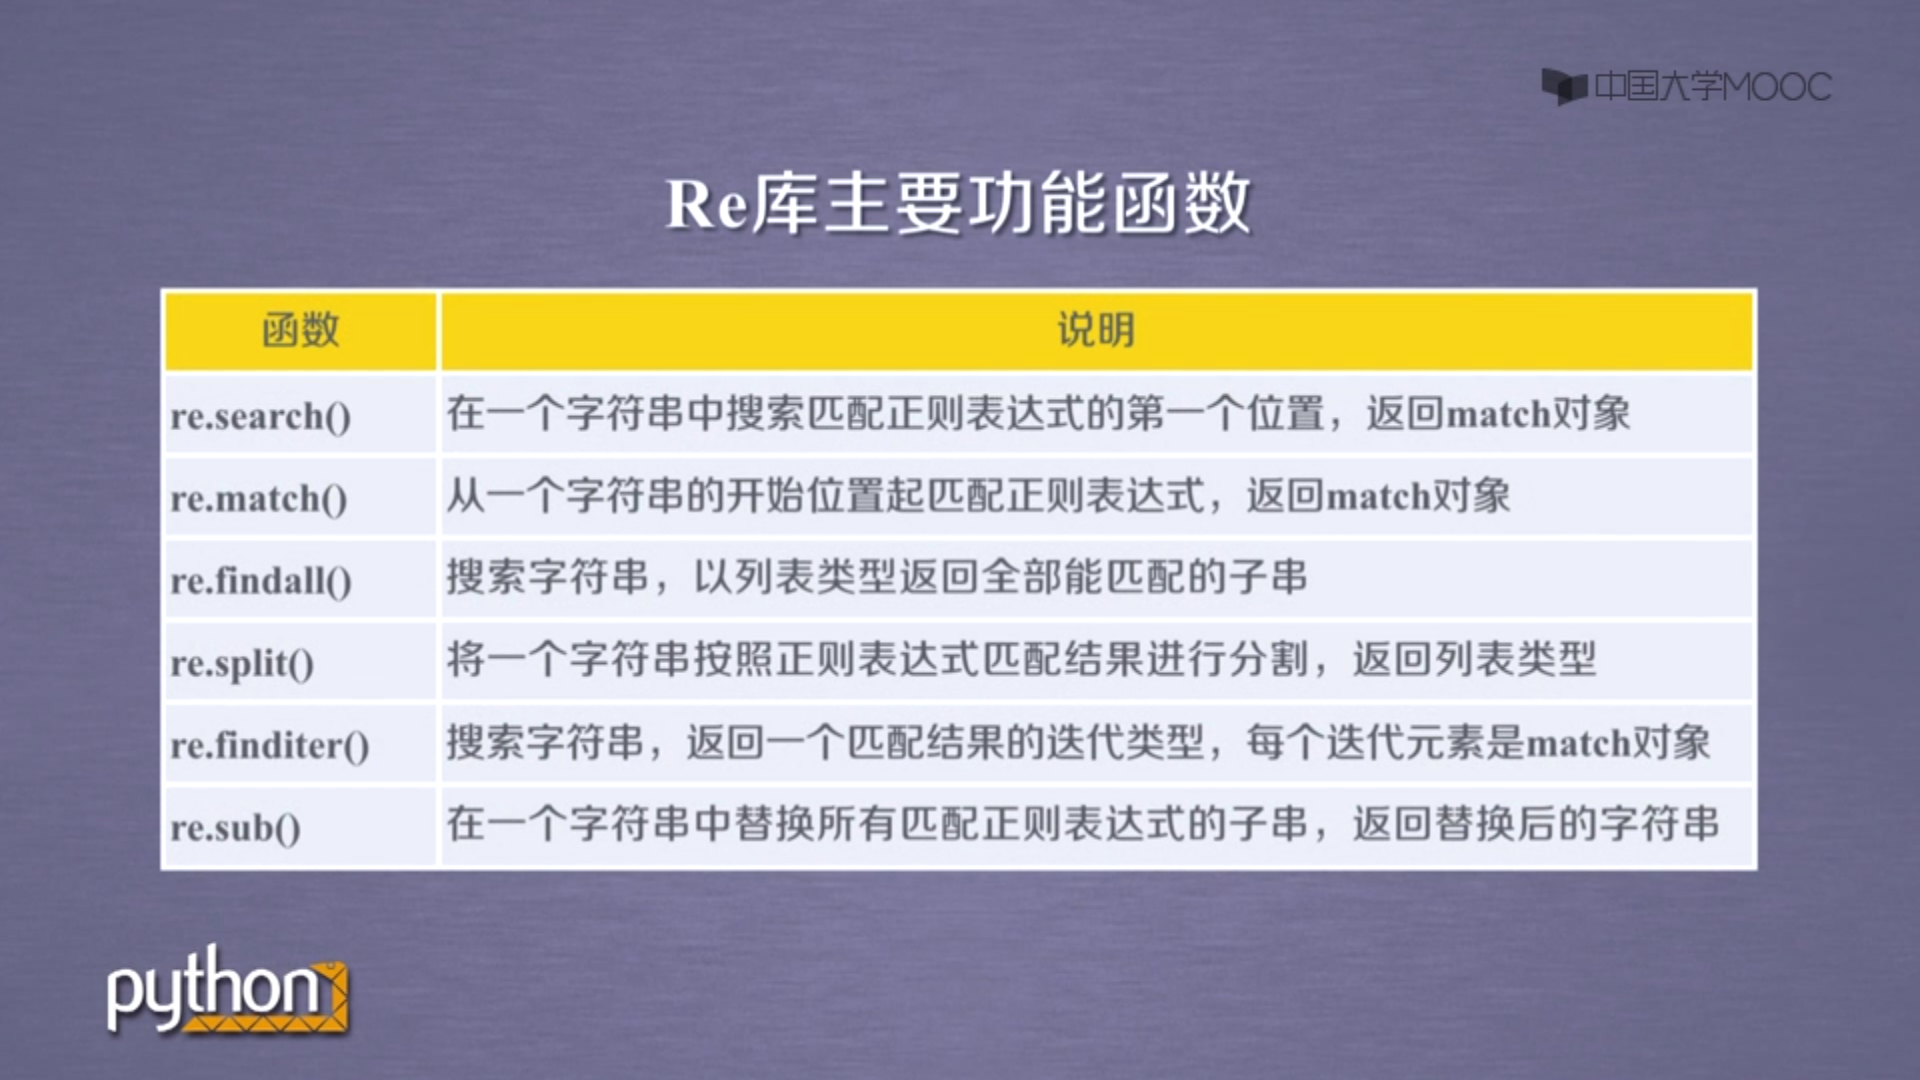 中国大学MOOC
Re库主要功能函数
函数 说明
re.search() 在一个字符串中搜索匹配正则表达式的第一个位置，返回match对象
re.match() 从一个字符串的开始位置起匹配正则表达式，返回match对象
re.findall() 搜索字符串，以列表类型返回全部能匹配的子串
re.split() 将一个字符串按照正则表达式匹配结果进行分割，返回列表类型
re.finditer() 搜索字符串，返回一个匹配结果的迭代类型，每个迭代元素是match对象
re.sub() 在一个字符串中替换所有匹配正则表达式的子串，返回替换后的字符串
python